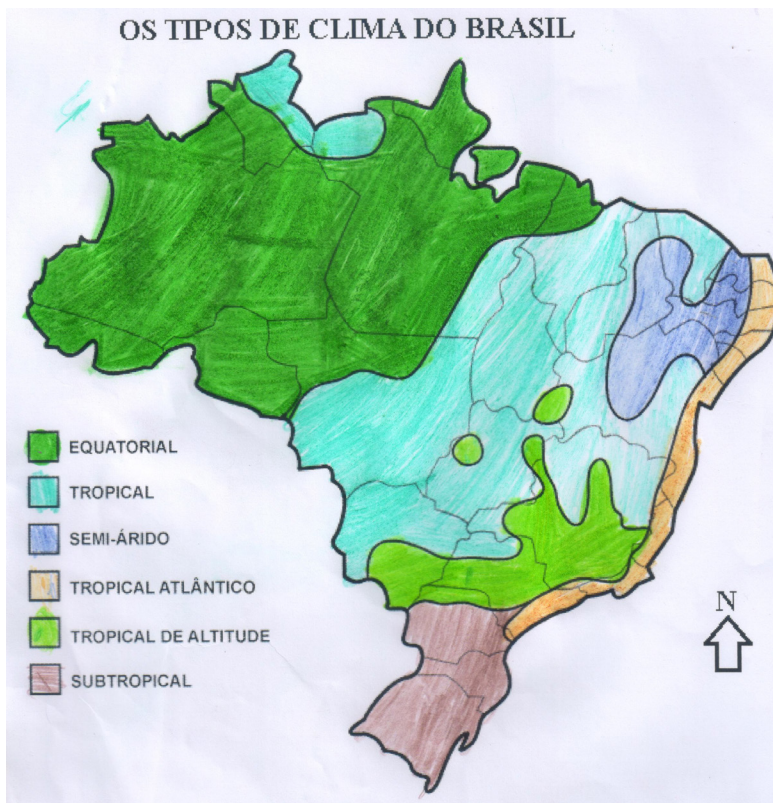 OS TIPOS DE CLIMA DO BRASIL
EQUATORIAL
TROPICAL
SEMI-ÁRIDO
TROPICAL ATLÂNTICO
TROPICAL DE ALTITUDE
SUBTROPICAL
N